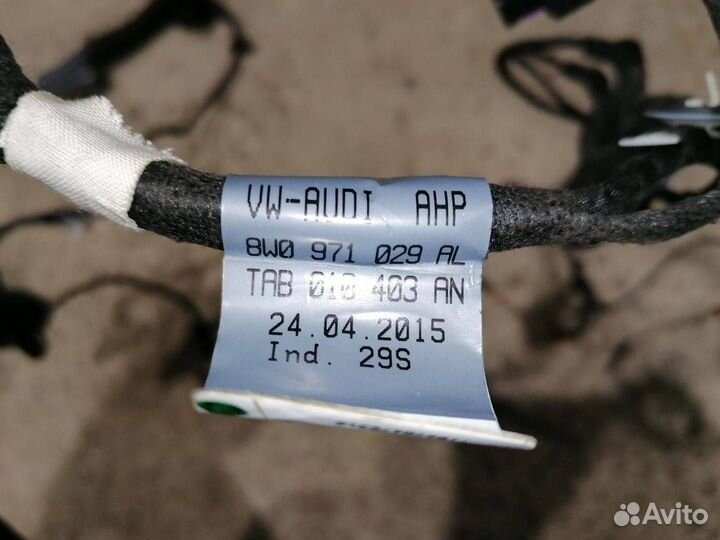 VW-AUDI AHP
8W0 971 029 AL
TAB 010 403 AN
24.04.2015
Ind. 29S
Avito